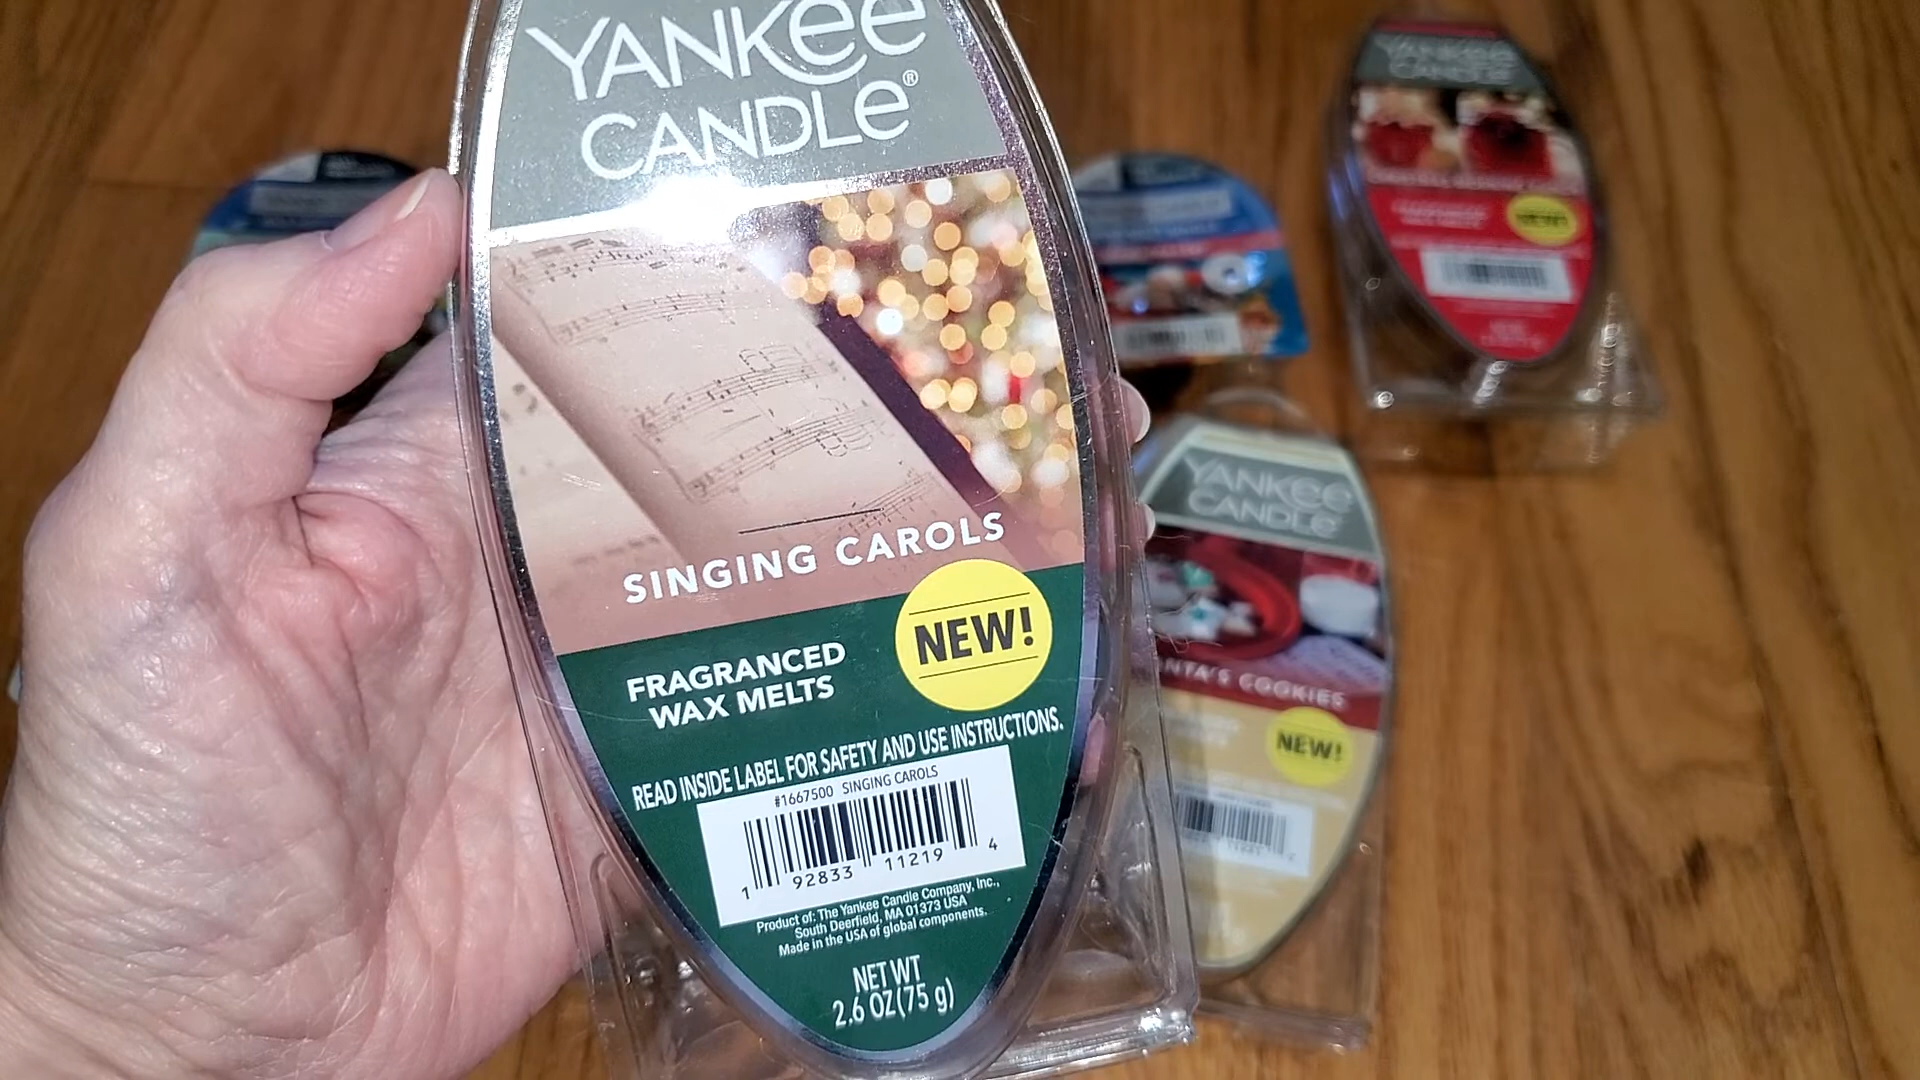 YANKEE
CANDLE®
SINGING CAROLS
NEW!
FRAGRANCED
WAX MELTS
READ INSIDE LABEL FOR SAFETY AND USE INSTRUCTIONS.
#1667500 SINGING CAROLS
1 92833 11219 4
Product of: The Yankee Candle Company, Inc.,
South Deerfield, MA 01373 USA
Made in the USA of global components.
NET WT
2.6 OZ(75 g)
YANKEE
CANDLE
NEW!
YANKEE
CANDLE
COOKIES
NEW!